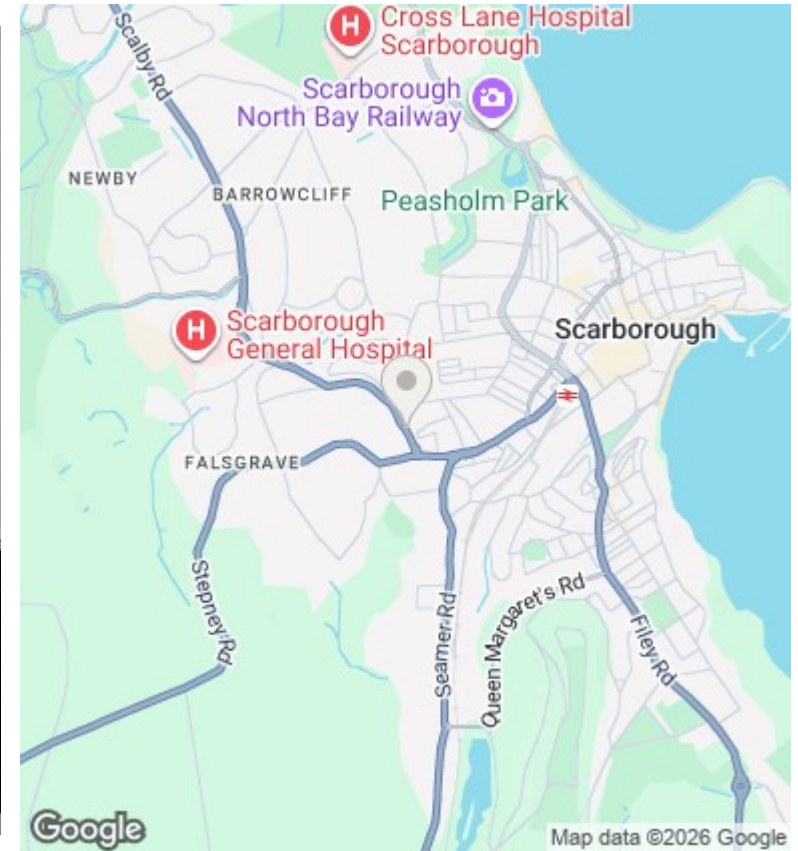 Cross Lane Hospital
Scarborough
Scalby Rd
Scarborough
North Bay Railway
NEWBY
BARROWCLIFF
Peasholm Park
Scarborough
General Hospital
Scarborough
FALSGRAVE
Stepney Rd
Seamer Rd
Queen Margaret's Rd
Filey Rd
Google
Map data ©2026 Google